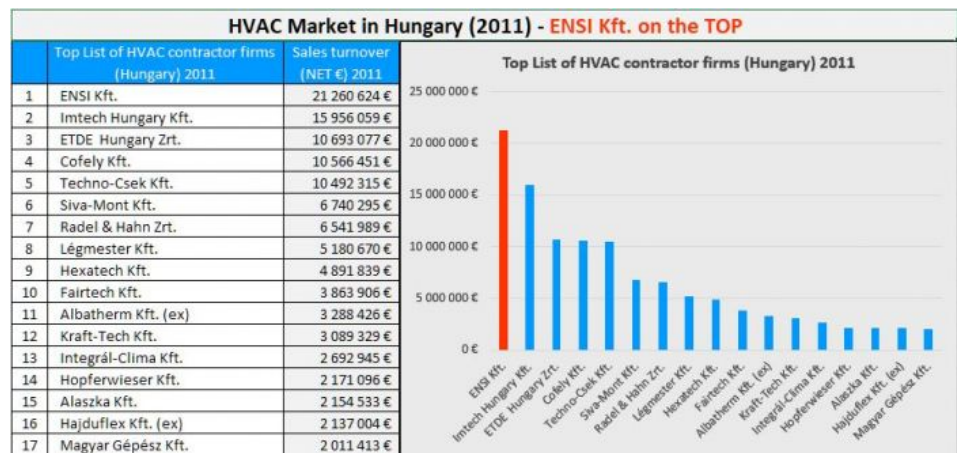 HVAC Market in Hungary (2011) - ENSI Kft. on the TOP
Top List of HVAC contractor firms
(Hungary) 2011
Sales turnover
(NET €) 2011
1 ENSI Kft. 21 260 624 €
2 Imtech Hungary Kft. 15 956 059 €
3 ETDE Hungary Zrt. 10 693 077 €
4 Cofely Kft. 10 566 451 €
5 Techno-Csek Kft. 10 492 315 €
6 Siva-Mont Kft. 6 740 295 €
7 Radel & Hahn Zrt. 6 541 989 €
8 Légmester Kft. 5 180 670 €
9 Hexatech Kft. 4 891 839 €
10 Fairtech Kft. 3 863 906 €
11 Albatherm Kft. (ex) 3 288 426 €
12 Kraft-Tech Kft. 3 089 329 €
13 Integrál-Clima Kft. 2 692 945 €
14 Hopferwieser Kft. 2 171 096 €
15 Alaszka Kft. 2 154 533 €
16 Hajduflex Kft. (ex) 2 137 004 €
17 Magyar Gépész Kft. 2 011 413 €
Top List of HVAC contractor firms (Hungary) 2011
25 000 000 €
20 000 000 €
15 000 000 €
10 000 000 €
5 000 000 €
0 €
ENSI Kft.
Imtech Hungary Kft.
ETDE Hungary Zrt.
Cofely Kft.
Techno-Csek Kft.
Siva-Mont Kft.
Radel & Hahn Zrt.
Légmester Kft.
Hexatech Kft.
Fairtech Kft.
Albatherm Kft. (ex)
Kraft-Tech Kft.
Integrál-Clima Kft.
Hopferwieser Kft.
Alaszka Kft.
Hajduflex Kft. (ex)
Magyar Gépész Kft.